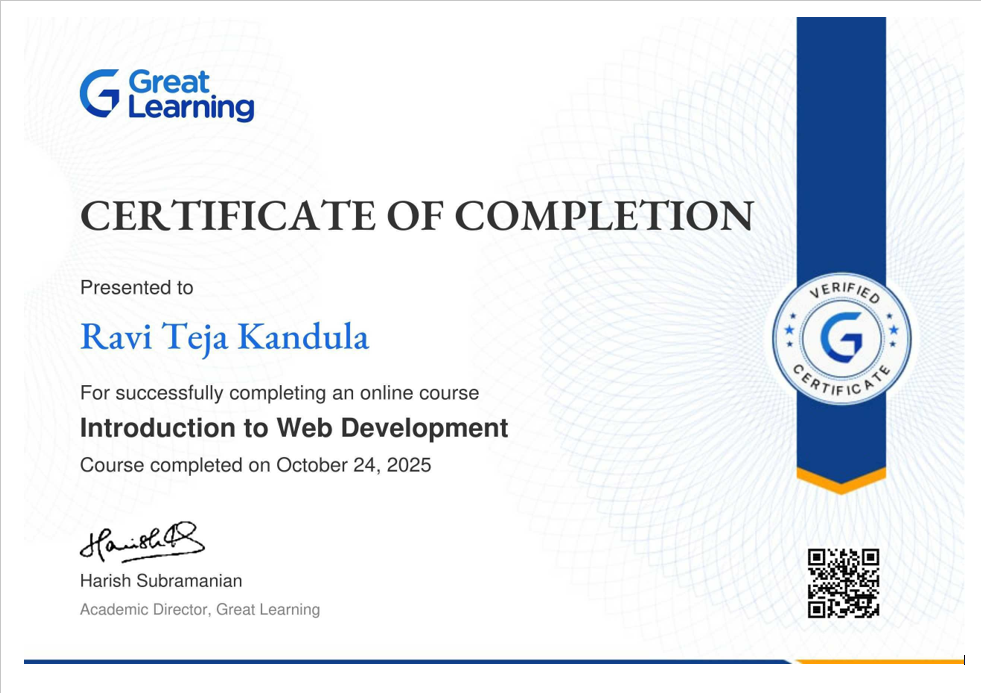 Great
Learning
CERTIFICATE OF COMPLETION
Presented to
Ravi Teja Kandula
For successfully completing an online course
Introduction to Web Development
Course completed on October 24, 2025
VERIFIED
CERTIFICATE
Harish
Harish Subramanian
Academic Director, Great Learning